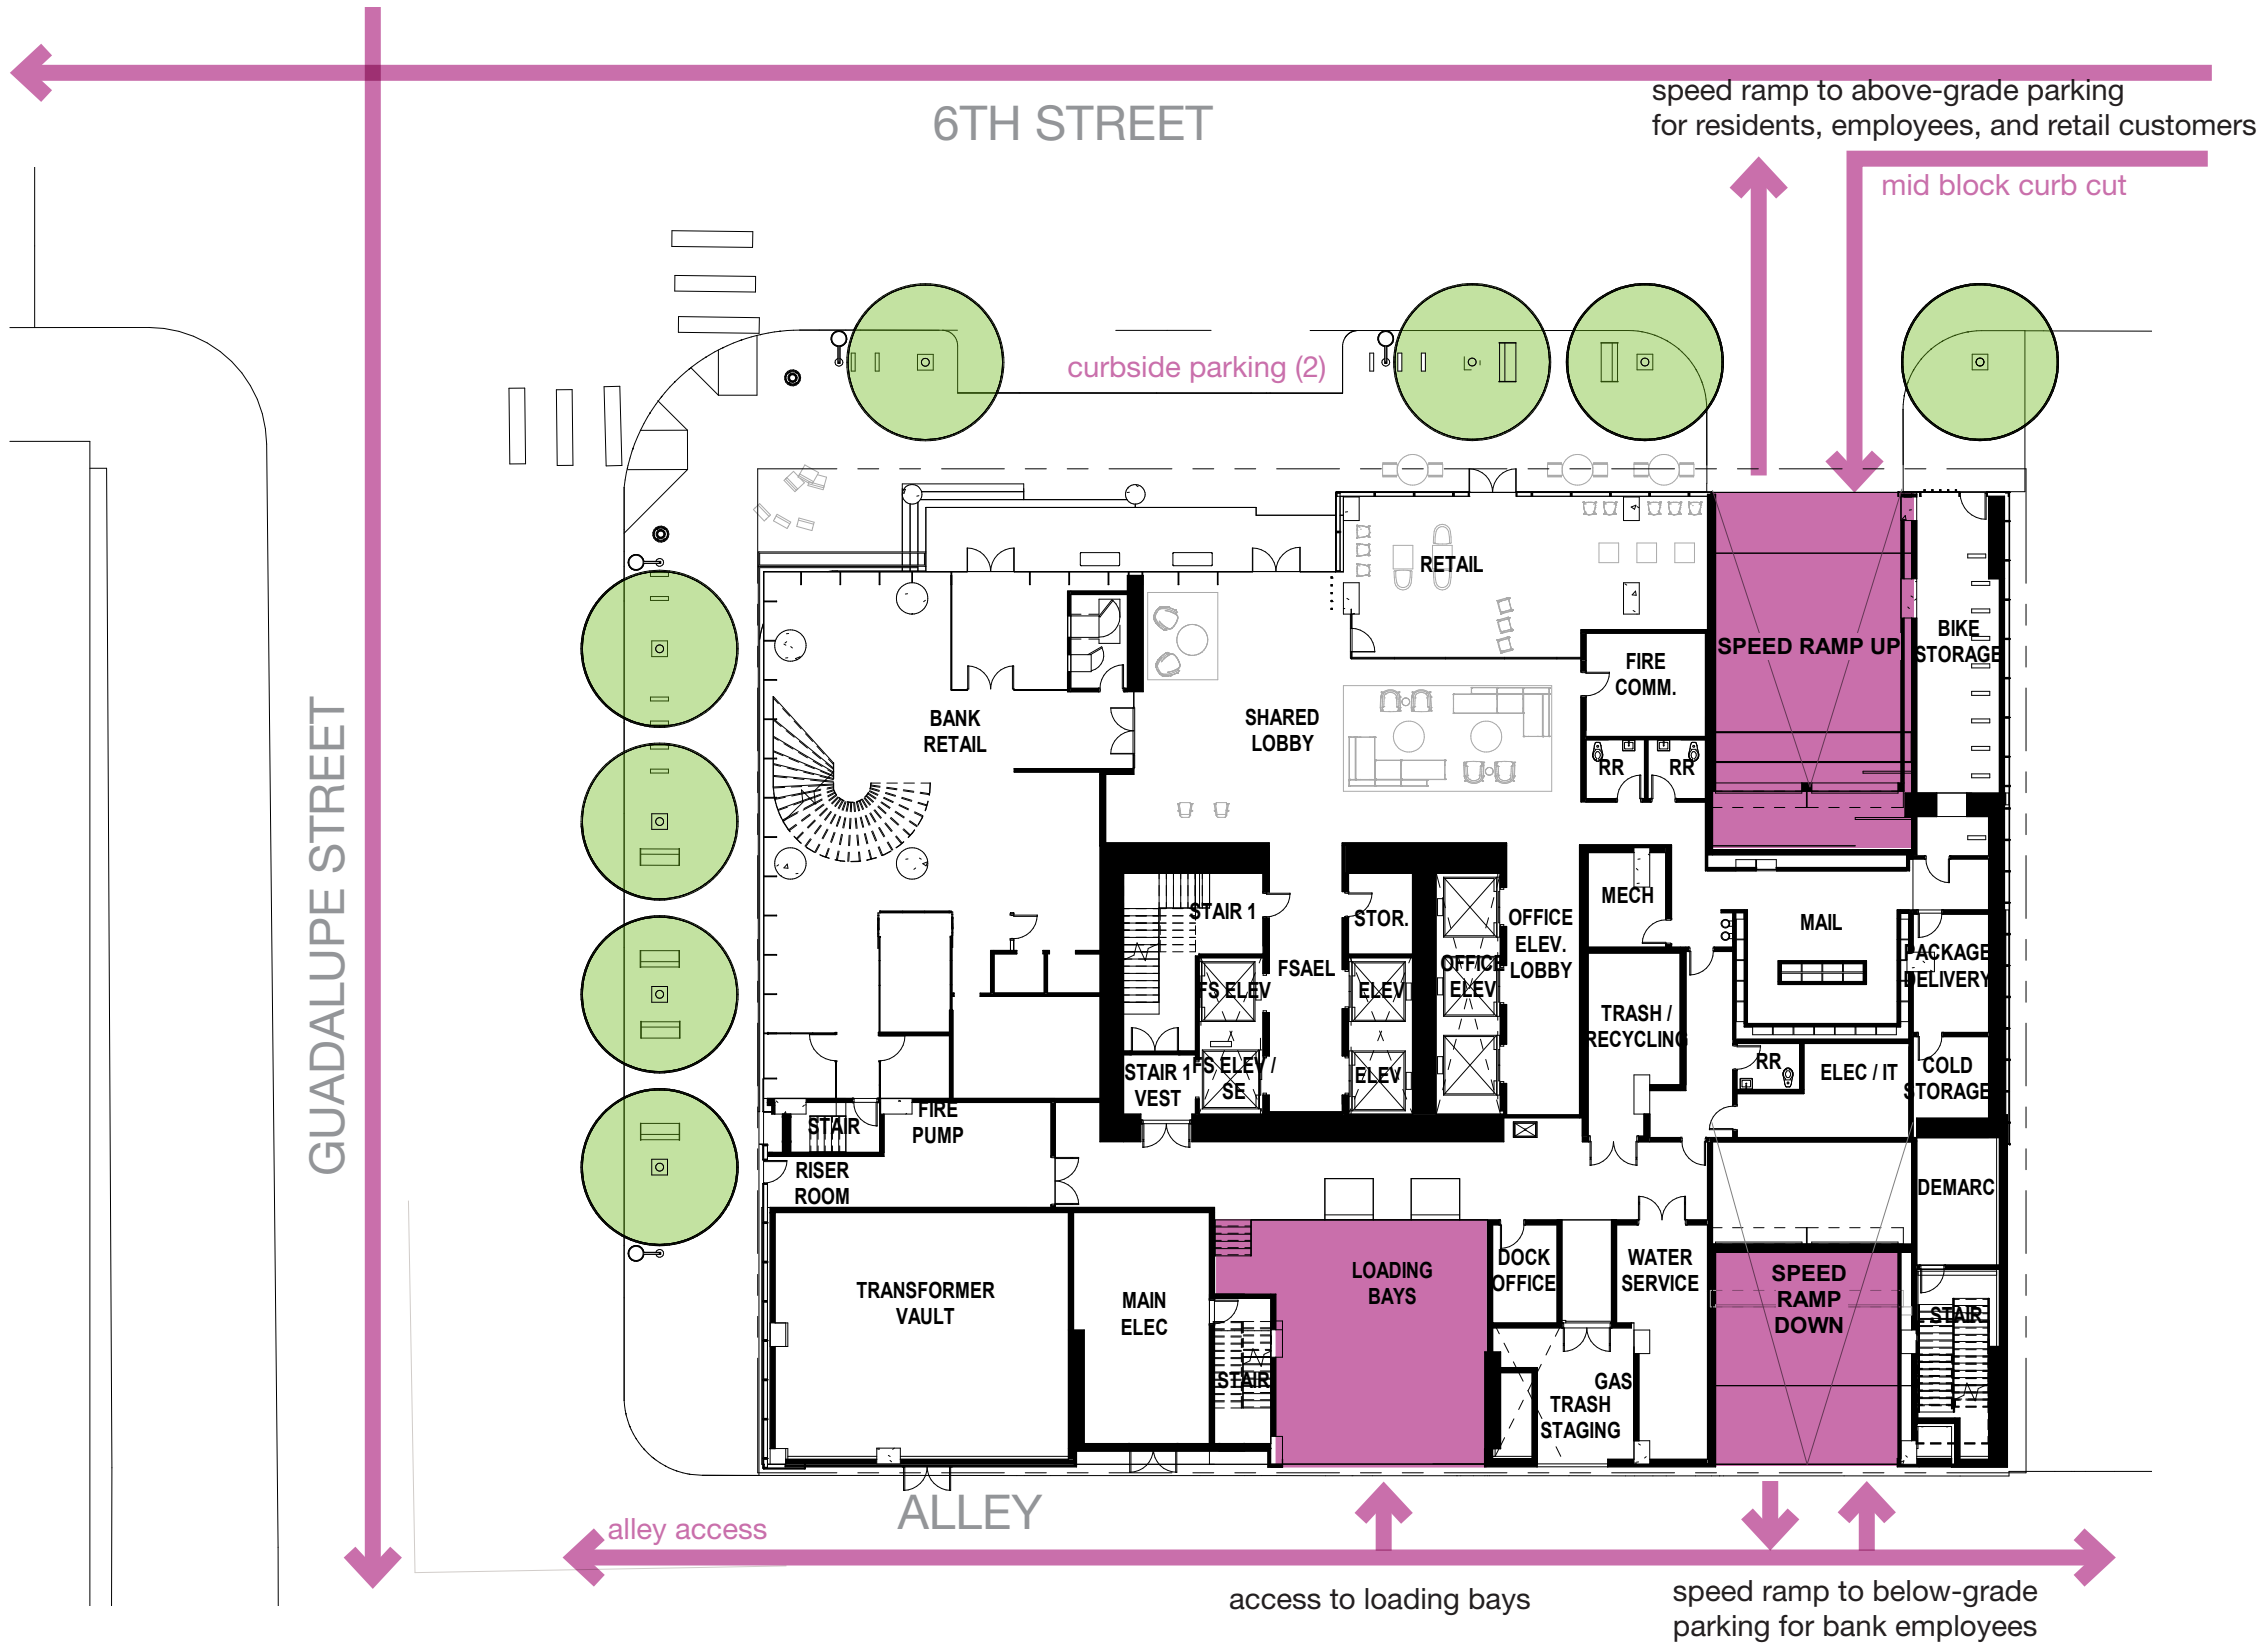 speed ramp to above-grade parking
for residents, employees, and retail customers
6TH STREET
mid block curb cut
curbside parking (2)
RETAIL
SPEED RAMP UP
BIKE
STORAGE
FIRE
COMM.
BANK
RETAIL
SHARED
LOBBY
RR
RR
GUADALUPE STREET
STAIR 1
STOR.
OFFICE
ELEV.
LOBBY
MECH
MAIL
FSAEL
OFFICE
ELEV
PACKAGE
DELIVERY
FS ELEV
ELEV
TRASH /
RECYCLING
STAIR 1
VEST
FS ELEV /
SE
ELEV
RR
ELEC / IT
COLD
STORAGE
STAIR
FIRE
PUMP
RISER
ROOM
DEMARC
TRANSFORMER
VAULT
MAIN
ELEC
LOADING
BAYS
DOCK
OFFICE
WATER
SERVICE
SPEED
RAMP
DOWN
STAIR
STAIR
GAS
TRASH
STAGING
ALLEY
alley access
access to loading bays
speed ramp to below-grade
parking for bank employees